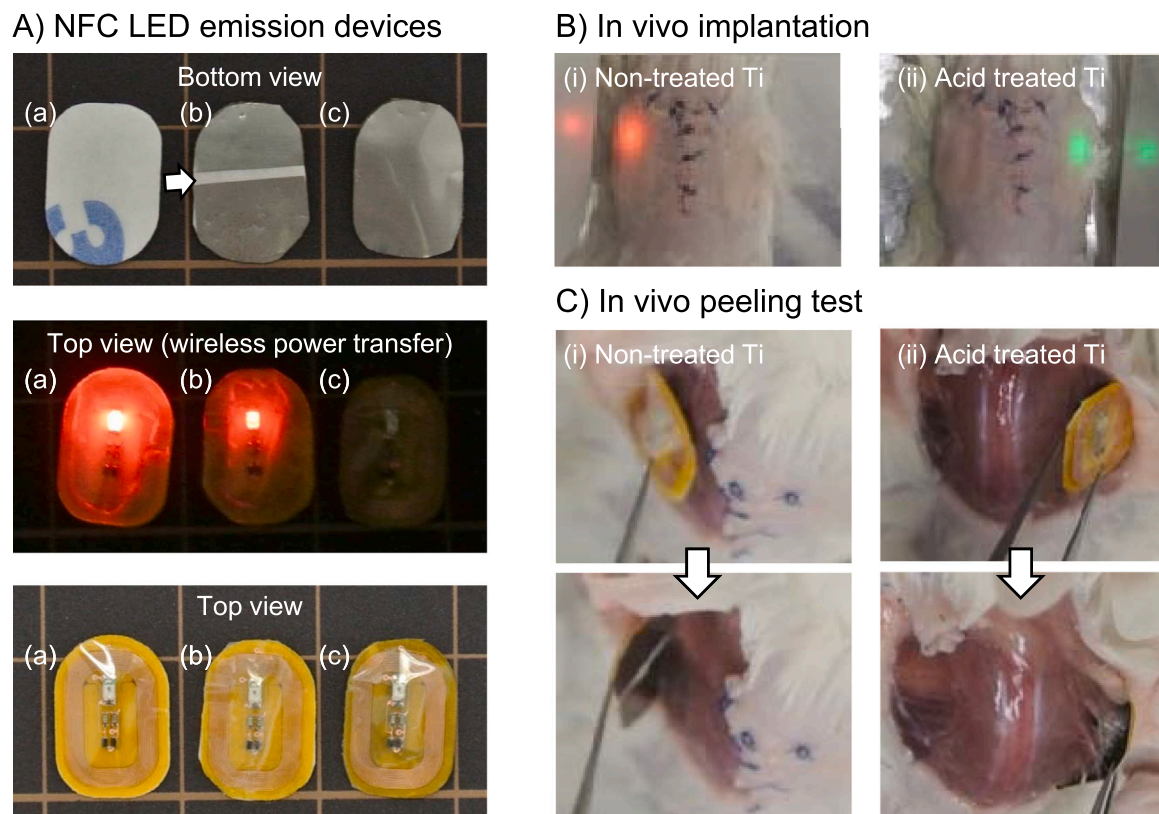 A) NFC LED emission devices
Bottom view
(a) (b) (c)
Top view (wireless power transfer)
(a) (b) (c)
Top view
(a) (b) (c)
B) In vivo implantation
(i) Non-treated Ti
(ii) Acid treated Ti
C) In vivo peeling test
(i) Non-treated Ti
(ii) Acid treated Ti